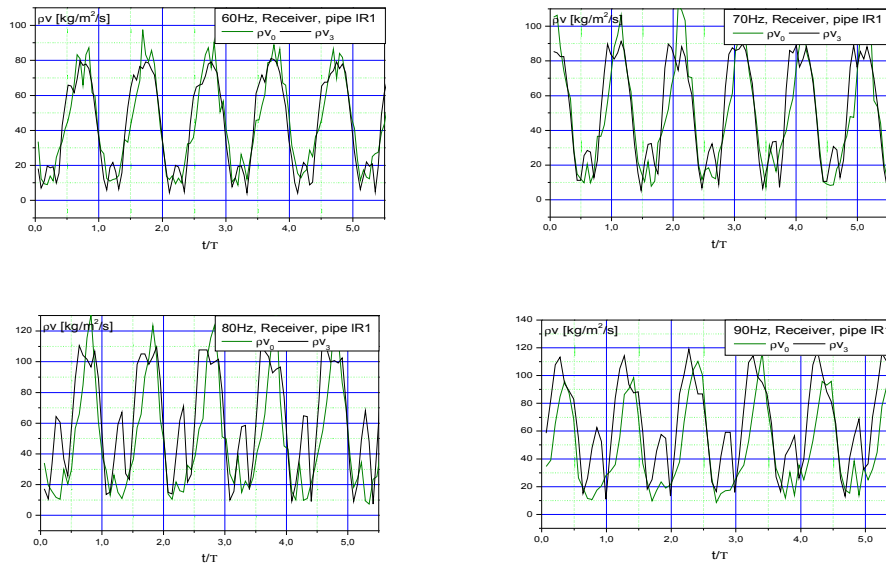 ρv [kg/m²/s]
60Hz, Receiver, pipe IR1
ρv₀ ρv₃
100
80
60
40
20
0
0,0 1,0 2,0 3,0 4,0 5,0
t/T
ρv [kg/m²/s]
70Hz, Receiver, pipe IR1
ρv₀ ρv₃
100
80
60
40
20
0
0,0 1,0 2,0 3,0 4,0 5,0
t/T
ρv [kg/m²/s]
80Hz, Receiver, pipe IR1
ρv₀ ρv₃
120
100
80
60
40
20
0
0,0 1,0 2,0 3,0 4,0 5,0
t/T
ρv [kg/m²/s]
90Hz, Receiver, pipe IR1
ρv₀ ρv₃
140
120
100
80
60
40
20
0
0,0 1,0 2,0 3,0 4,0 5,0
t/T